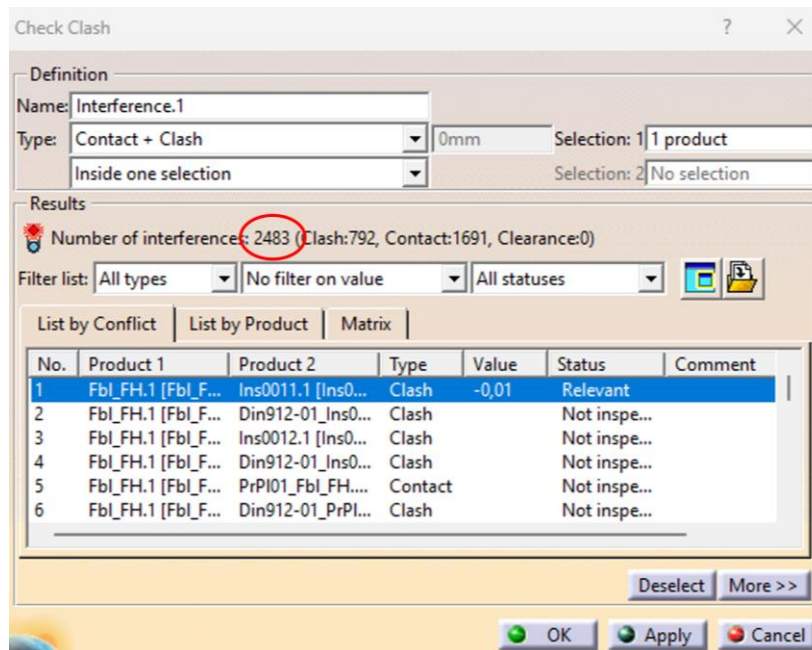 Check Clash ? ×
Definition
Name: Interference.1
Type: Contact + Clash 0mm Selection: 1 1 product
Inside one selection Selection: 2 No selection
Results
Number of interferences: 2483 (Clash:792, Contact:1691, Clearance:0)
Filter list: All types No filter on value All statuses
List by Conflict List by Product Matrix
No. Product 1 Product 2 Type Value Status Comment
1 Fbl_FH.1 [Fbl_F... Ins0011.1 [Ins0... Clash -0,01 Relevant
2 Fbl_FH.1 [Fbl_F... Din912-01_Ins0... Clash Not inspe...
3 Fbl_FH.1 [Fbl_F... Ins0012.1 [Ins0... Clash Not inspe...
4 Fbl_FH.1 [Fbl_F... Din912-01_Ins0... Clash Not inspe...
5 Fbl_FH.1 [Fbl_F... PrPl01_Fbl_FH.... Contact Not inspe...
6 Fbl_FH.1 [Fbl_F... Din912-01_PrPl... Clash Not inspe...
Deselect More >>
OK Apply Cancel